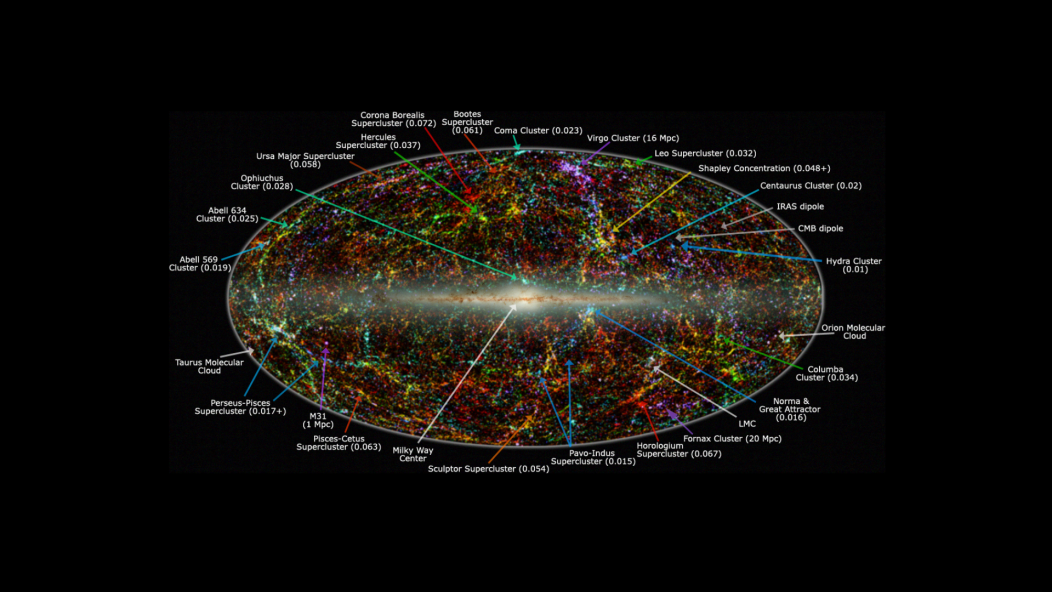 Corona Borealis
Supercluster (0.072)
Bootes
Supercluster
(0.061)
Coma Cluster (0.023)
Virgo Cluster (16 Mpc)
Hercules
Supercluster (0.037)
Leo Supercluster (0.032)
Ursa Major Supercluster
(0.058)
Shapley Concentration (0.048+)
Ophiuchus
Cluster (0.028)
Centaurus Cluster (0.02)
Abell 634
Cluster (0.025)
IRAS dipole
CMB dipole
Abell 569
Cluster (0.019)
Hydra Cluster
(0.01)
Orion Molecular
Cloud
Taurus Molecular
Cloud
Columba
Cluster (0.034)
Perseus-Pisces
Supercluster (0.017+)
Norma &
Great Attractor
(0.016)
M31
(1 Mpc)
LMC
Pisces-Cetus
Supercluster (0.063)
Fornax Cluster (20 Mpc)
Milky Way
Center
Horologium
Supercluster (0.067)
Pavo-Indus
Supercluster (0.015)
Sculptor Supercluster (0.054)